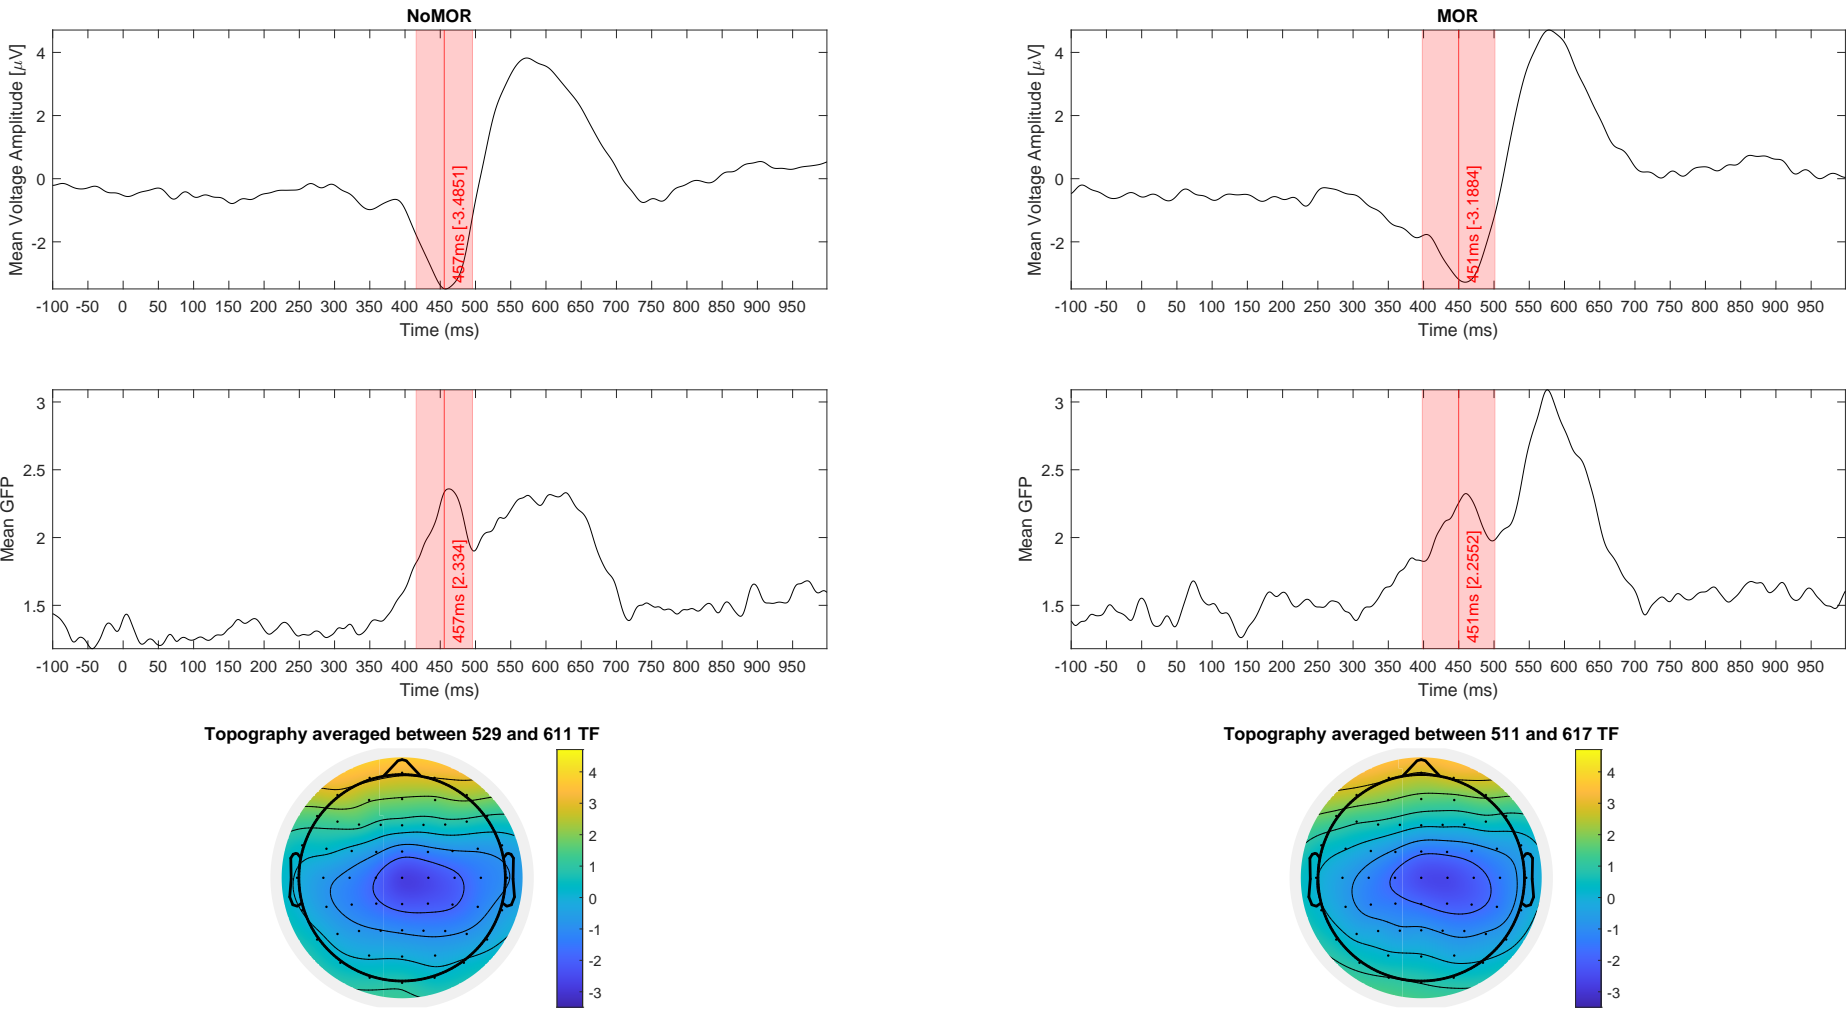 NoMOR
Mean Voltage Amplitude [μV]
4
2
0
-2
457ms [-3.4851]
-100 -50 0 50 100 150 200 250 300 350 400 450 500 550 600 650 700 750 800 850 900 950
Time (ms)
MOR
Mean Voltage Amplitude [μV]
4
2
0
-2
451ms [-3.1884]
-100 -50 0 50 100 150 200 250 300 350 400 450 500 550 600 650 700 750 800 850 900 950
Time (ms)
Mean GFP
3
2.5
2
1.5
457ms [2.334]
-100 -50 0 50 100 150 200 250 300 350 400 450 500 550 600 650 700 750 800 850 900 950
Time (ms)
Mean GFP
3
2.5
2
1.5
451ms [2.2552]
-100 -50 0 50 100 150 200 250 300 350 400 450 500 550 600 650 700 750 800 850 900 950
Time (ms)
Topography averaged between 529 and 611 TF
4
3
2
1
0
-1
-2
-3
Topography averaged between 511 and 617 TF
4
3
2
1
0
-1
-2
-3